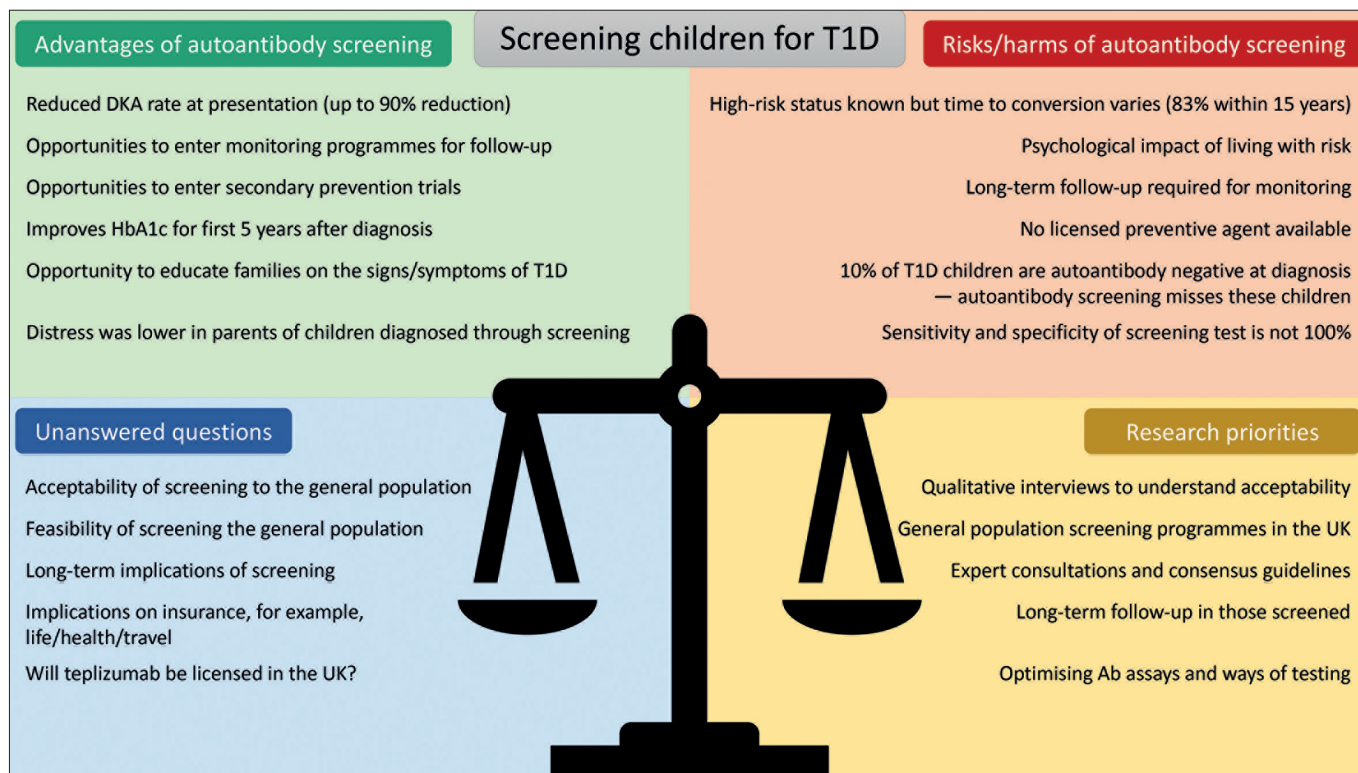 Screening children for T1D
Advantages of autoantibody screening
Reduced DKA rate at presentation (up to 90% reduction)
Opportunities to enter monitoring programmes for follow-up
Opportunities to enter secondary prevention trials
Improves HbA1c for first 5 years after diagnosis
Opportunity to educate families on the signs/symptoms of T1D
Distress was lower in parents of children diagnosed through screening
Risks/harms of autoantibody screening
High-risk status known but time to conversion varies (83% within 15 years)
Psychological impact of living with risk
Long-term follow-up required for monitoring
No licensed preventive agent available
10% of T1D children are autoantibody negative at diagnosis
— autoantibody screening misses these children
Sensitivity and specificity of screening test is not 100%
Unanswered questions
Acceptability of screening to the general population
Feasibility of screening the general population
Long-term implications of screening
Implications on insurance, for example,
life/health/travel
Will teplizumab be licensed in the UK?
Research priorities
Qualitative interviews to understand acceptability
General population screening programmes in the UK
Expert consultations and consensus guidelines
Long-term follow-up in those screened
Optimising Ab assays and ways of testing